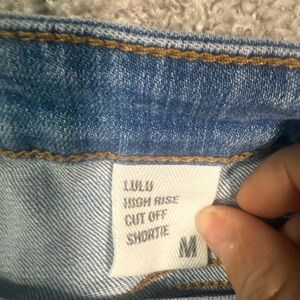 LULU
HIGH RISE
CUT OFF
SHORTIE
M